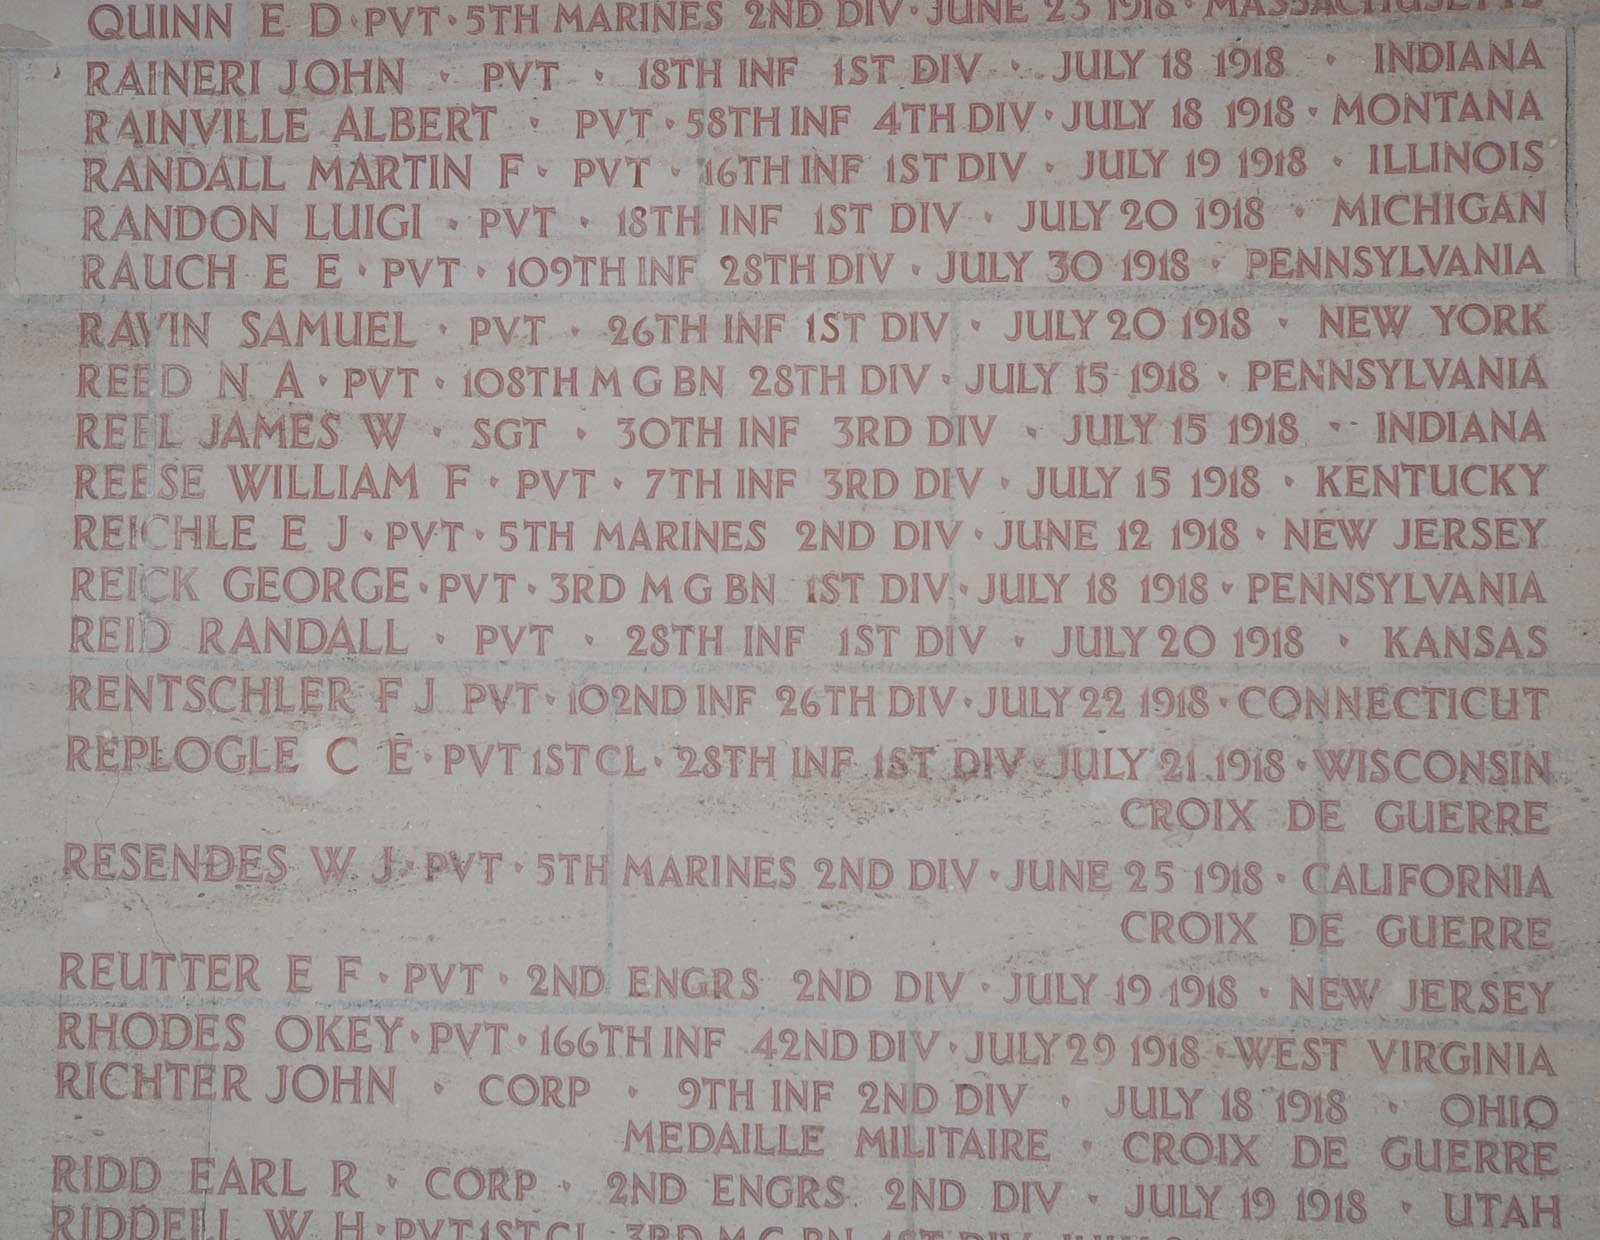 QUINN E D · PVT · 5TH MARINES 2ND DIV · JUNE 23 1918 · MASSACHUSETTS
RAINERI JOHN · PVT · 18TH INF 1ST DIV · JULY 18 1918 · INDIANA
RAINVILLE ALBERT · PVT · 58TH INF 4TH DIV · JULY 18 1918 · MONTANA
RANDALL MARTIN F · PVT · 16TH INF 1ST DIV · JULY 19 1918 · ILLINOIS
RANDON LUIGI · PVT · 18TH INF 1ST DIV · JULY 20 1918 · MICHIGAN
RAUCH E E · PVT · 109TH INF 28TH DIV · JULY 30 1918 · PENNSYLVANIA
RAVIN SAMUEL · PVT · 26TH INF 1ST DIV · JULY 20 1918 · NEW YORK
REED N A · PVT · 108TH M G BN 28TH DIV · JULY 15 1918 · PENNSYLVANIA
REEL JAMES W · SGT · 30TH INF 3RD DIV · JULY 15 1918 · INDIANA
REESE WILLIAM F · PVT · 7TH INF 3RD DIV · JULY 15 1918 · KENTUCKY
REICHLE E J · PVT · 5TH MARINES 2ND DIV · JUNE 12 1918 · NEW JERSEY
REICK GEORGE · PVT · 3RD M G BN 1ST DIV · JULY 18 1918 · PENNSYLVANIA
REID RANDALL · PVT · 28TH INF 1ST DIV · JULY 20 1918 · KANSAS
RENTSCHLER F J PVT · 102ND INF 26TH DIV · JULY 22 1918 · CONNECTICUT
REPLOGLE C E · PVT 1ST CL · 28TH INF 1ST DIV · JULY 21 1918 · WISCONSIN
CROIX DE GUERRE
RESENDES W J · PVT · 5TH MARINES 2ND DIV · JUNE 25 1918 · CALIFORNIA
CROIX DE GUERRE
REUTTER E F · PVT · 2ND ENGRS 2ND DIV · JULY 19 1918 · NEW JERSEY
RHODES OKEY · PVT · 166TH INF 42ND DIV · JULY 29 1918 · WEST VIRGINIA
RICHTER JOHN · CORP · 9TH INF 2ND DIV · JULY 18 1918 · OHIO
MEDAILLE MILITAIRE · CROIX DE GUERRE
RIDD EARL R · CORP · 2ND ENGRS 2ND DIV · JULY 19 1918 · UTAH
RIDDELL W H · PVT 1ST CL · 3RD M G BN 1ST DIV